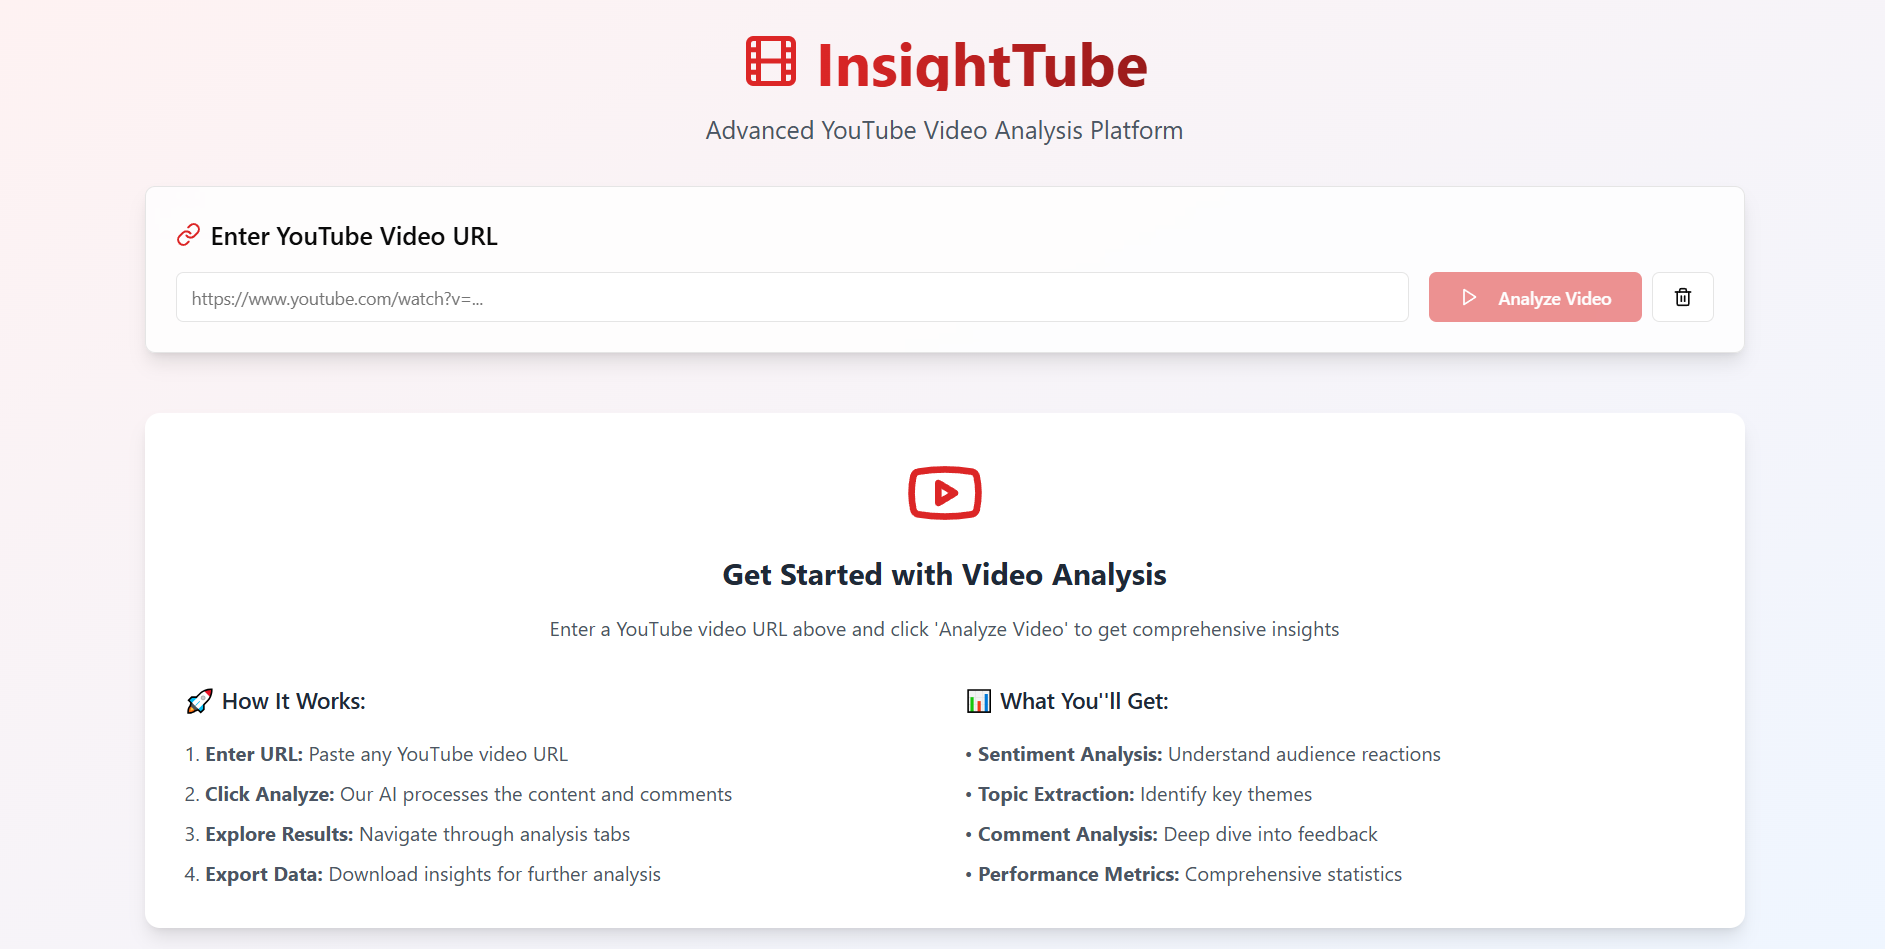 InsightTube
Advanced YouTube Video Analysis Platform
Enter YouTube Video URL
https://www.youtube.com/watch?v=...
Analyze Video
Get Started with Video Analysis
Enter a YouTube video URL above and click 'Analyze Video' to get comprehensive insights
How It Works:
1. Enter URL: Paste any YouTube video URL
2. Click Analyze: Our AI processes the content and comments
3. Explore Results: Navigate through analysis tabs
4. Export Data: Download insights for further analysis
What You''ll Get:
• Sentiment Analysis: Understand audience reactions
• Topic Extraction: Identify key themes
• Comment Analysis: Deep dive into feedback
• Performance Metrics: Comprehensive statistics